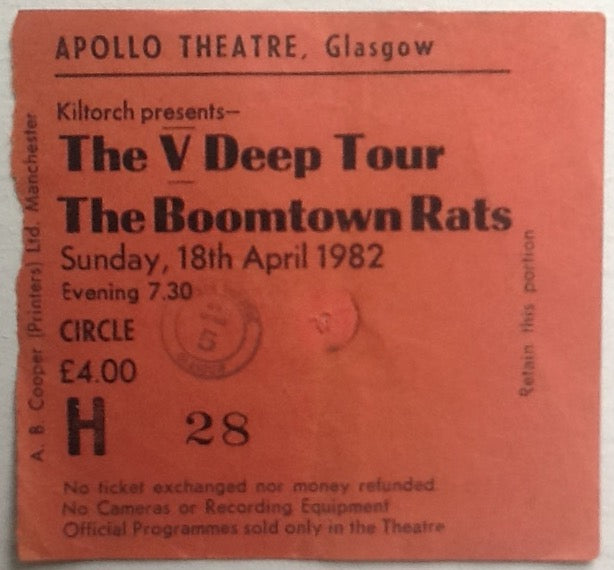 APOLLO THEATRE, Glasgow
Kiltorch presents–
The V Deep Tour
The Boomtown Rats
Sunday, 18th April 1982
Evening 7.30
CIRCLE
£4.00
H 28
No ticket exchanged nor money refunded
No Cameras or Recording Equipment
Official Programmes sold only in the Theatre
A. B. Cooper (Printers) Ltd. Manchester
Retain this portion